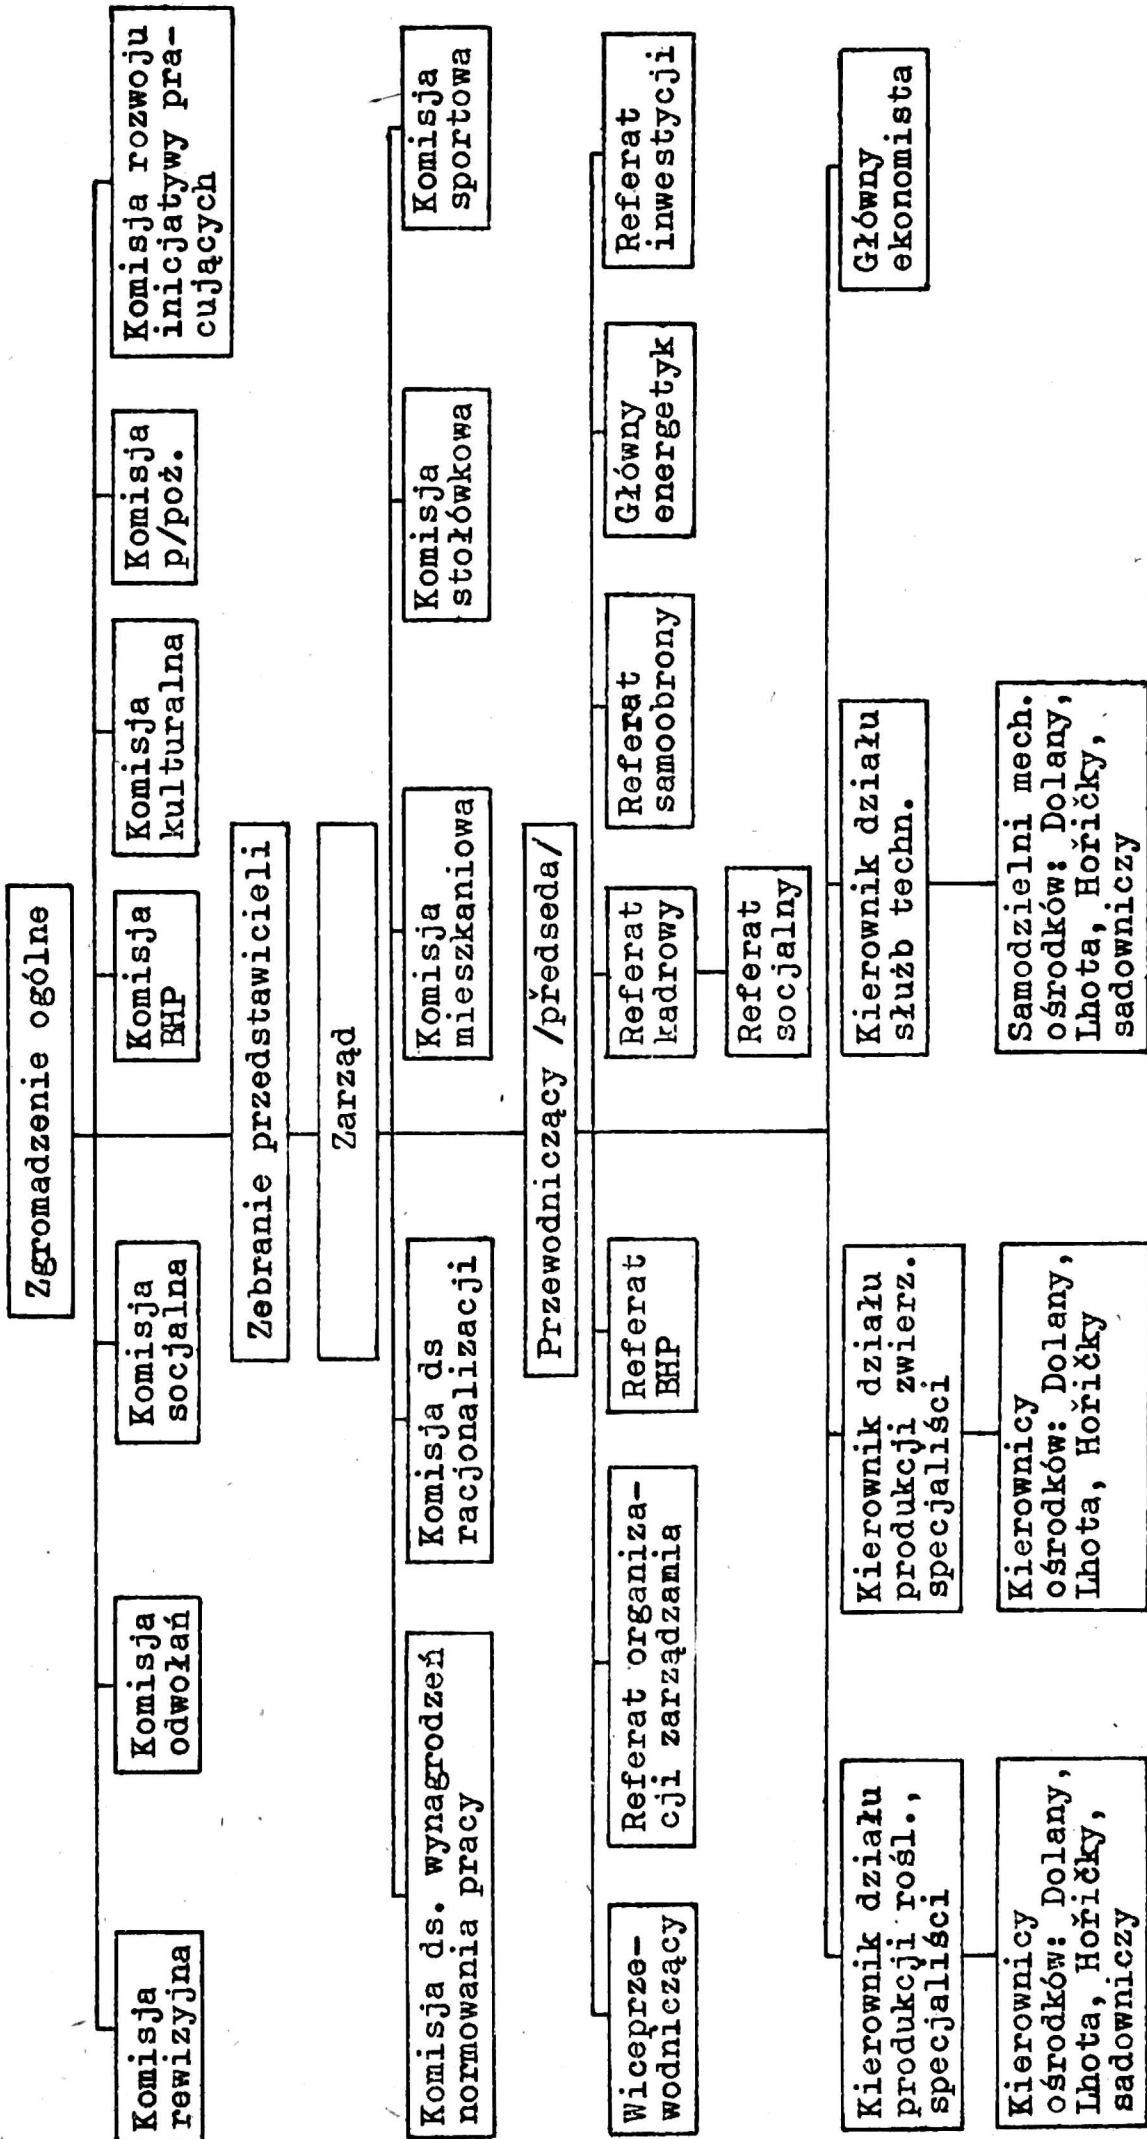 Zgromadzenie ogólne
Komisja
rewizyjna
Komisja
odwołań
Komisja
socjalna
Komisja
BHP
Komisja
kulturalna
Komisja
p/poż.
Komisja rozwoju
inicjatywy pra-
cujących
Zebranie przedstawicieli
Zarząd
Komisja ds. wynagrodzeń
normowania pracy
Komisja ds
racjonalizacji
Komisja
mieszkaniowa
Komisja
stołówkowa
Komisja
sportowa
Przewodniczący /předseda/
Wiceprze-
wodniczący
Referat organiza-
cji zarządzania
Referat
BHP
Referat
kadrowy
Referat
samoobrony
Główny
energetyk
Referat
inwestycji
Referat
socjalny
Kierownik działu
produkcji rośl.,
specjaliści
Kierownik działu
produkcji zwierz.
specjaliści
Kierownik działu
służb techn.
Główny
ekonomista
Kierownicy
ośrodków: Dolany,
Lhota, Hořičky,
sadowniczy
Kierownicy
ośrodków: Dolany,
Lhota, Hořičky
Samodzielni mech.
ośrodków: Dolany,
Lhota, Hořičky,
sadowniczy